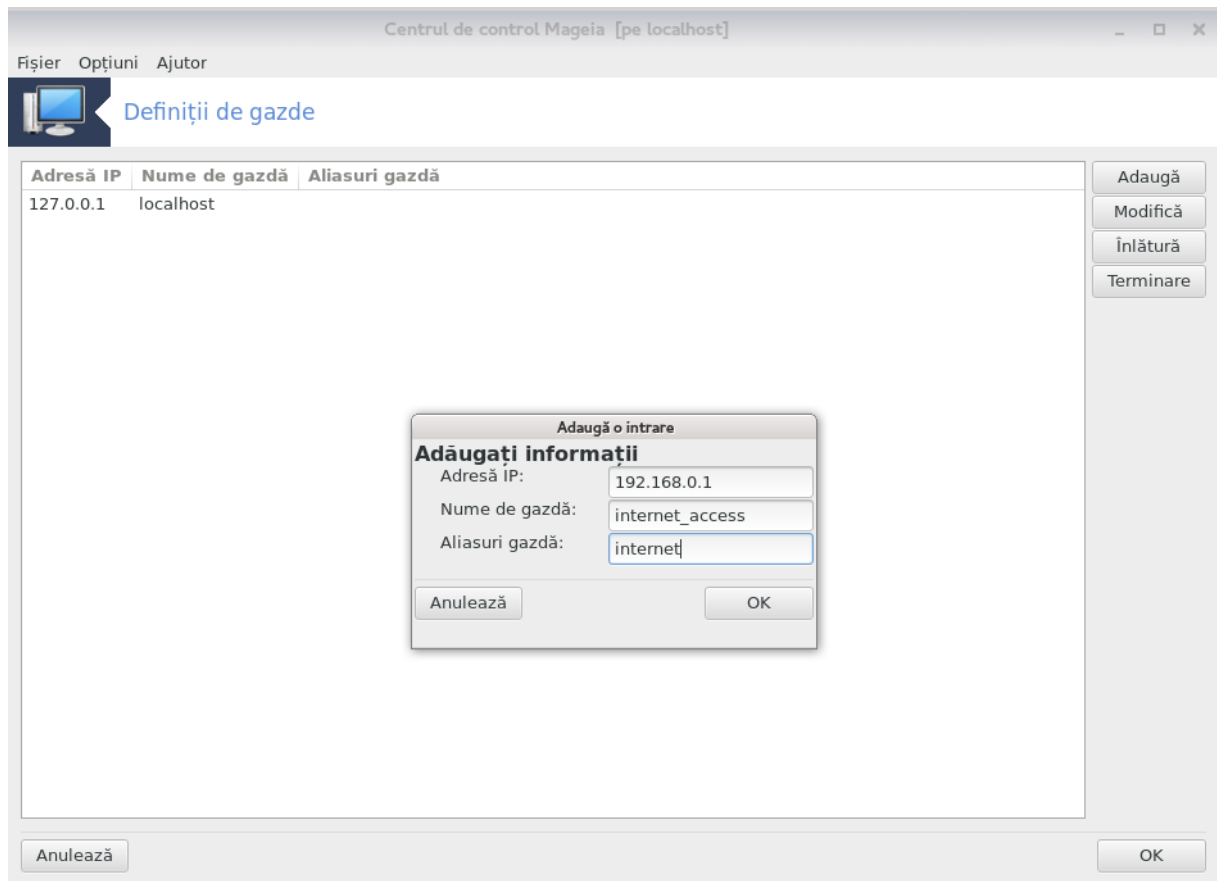 Centrul de control Mageia [pe localhost]
Fișier Opțiuni Ajutor
Definiții de gazde
Adresă IP Nume de gazdă Aliasuri gazdă
127.0.0.1 localhost
Adaugă
Modifică
Înlătură
Terminare
Adaugă o intrare
Adăugați informații
Adresă IP: 192.168.0.1
Nume de gazdă: internet_access
Aliasuri gazdă: internet
Anulează OK
Anulează OK